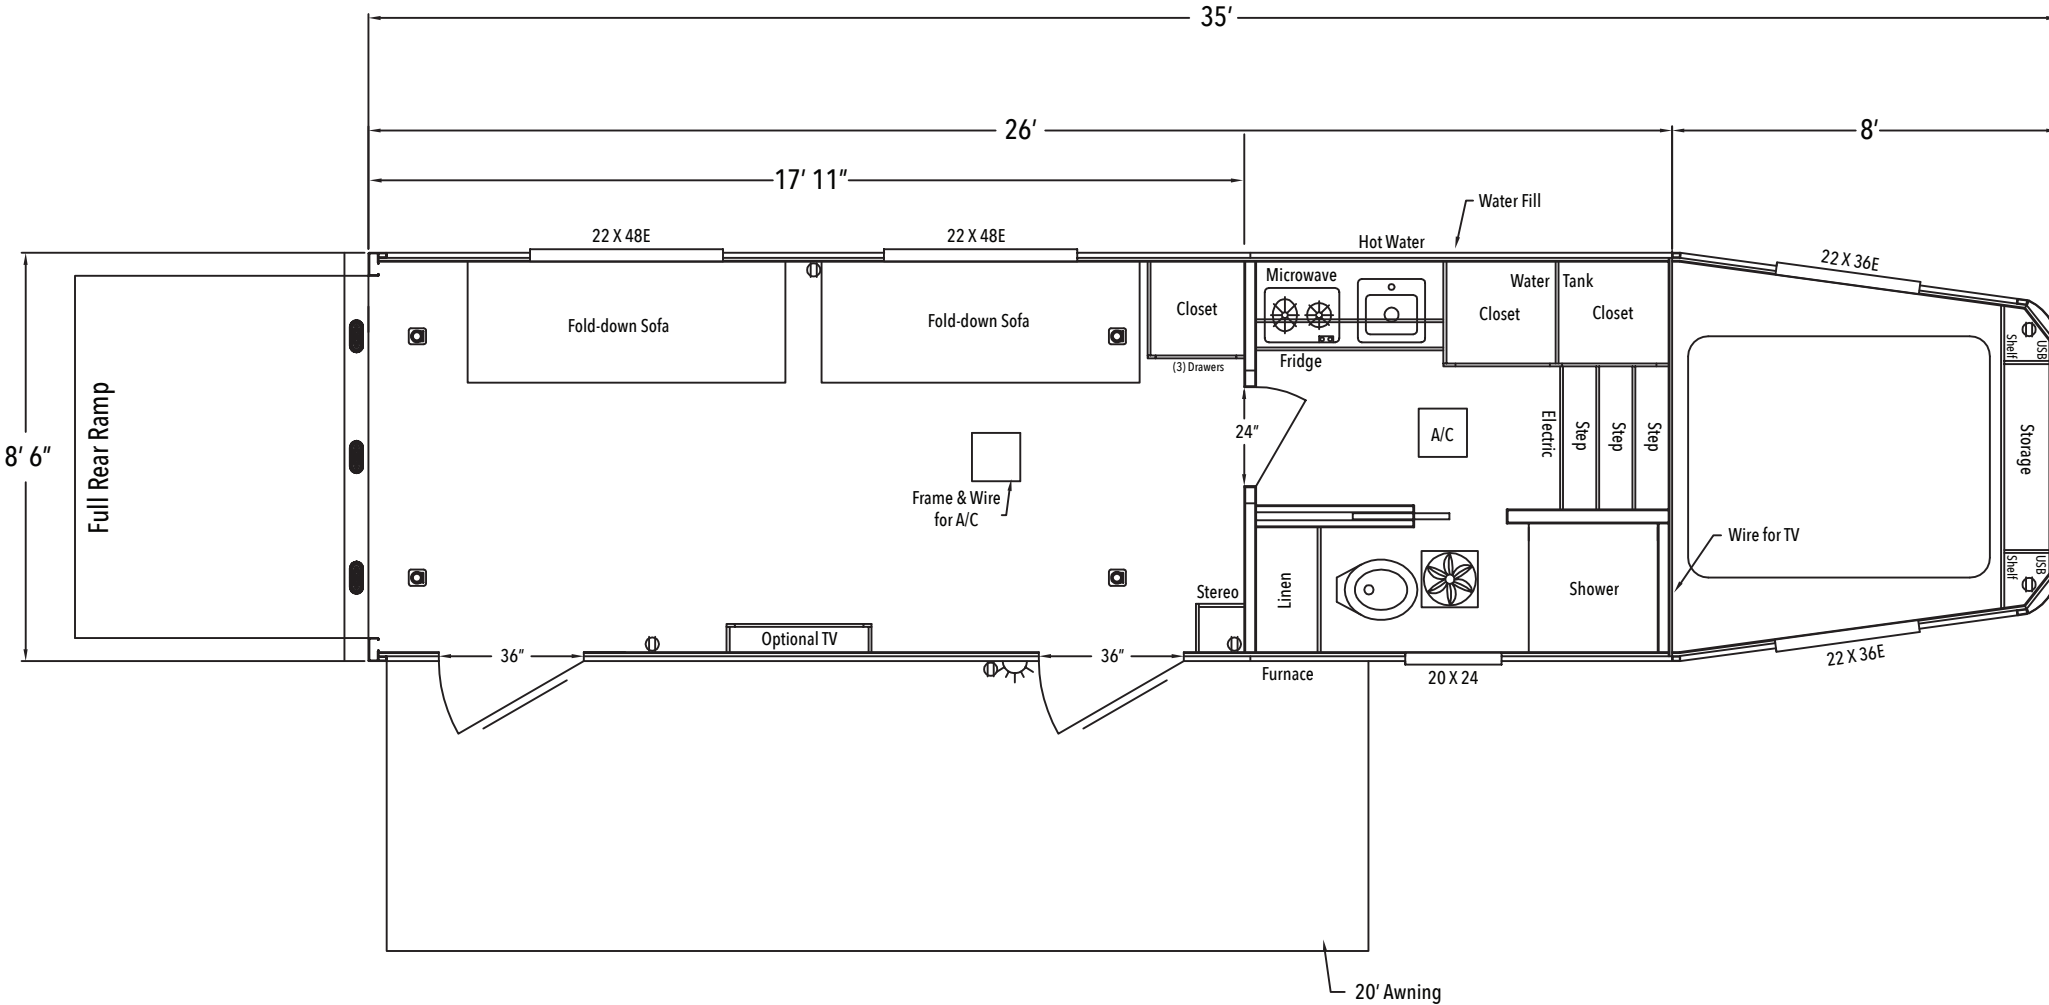 35′
26′
8′
17′ 11″
Water Fill
22 X 48E
22 X 48E
Hot Water
22 X 36E
Microwave
Water Tank
Closet
Closet
Closet
Fold-down Sofa
Fold-down Sofa
(3) Drawers
Fridge
USB
Shelf
Full Rear Ramp
8′ 6″
24″
A/C
Electric
Step
Step
Step
Storage
Frame & Wire
for A/C
Wire for TV
USB
Shelf
Stereo
Linen
Shower
Optional TV
36″
36″
Furnace
20 X 24
22 X 36E
20′ Awning